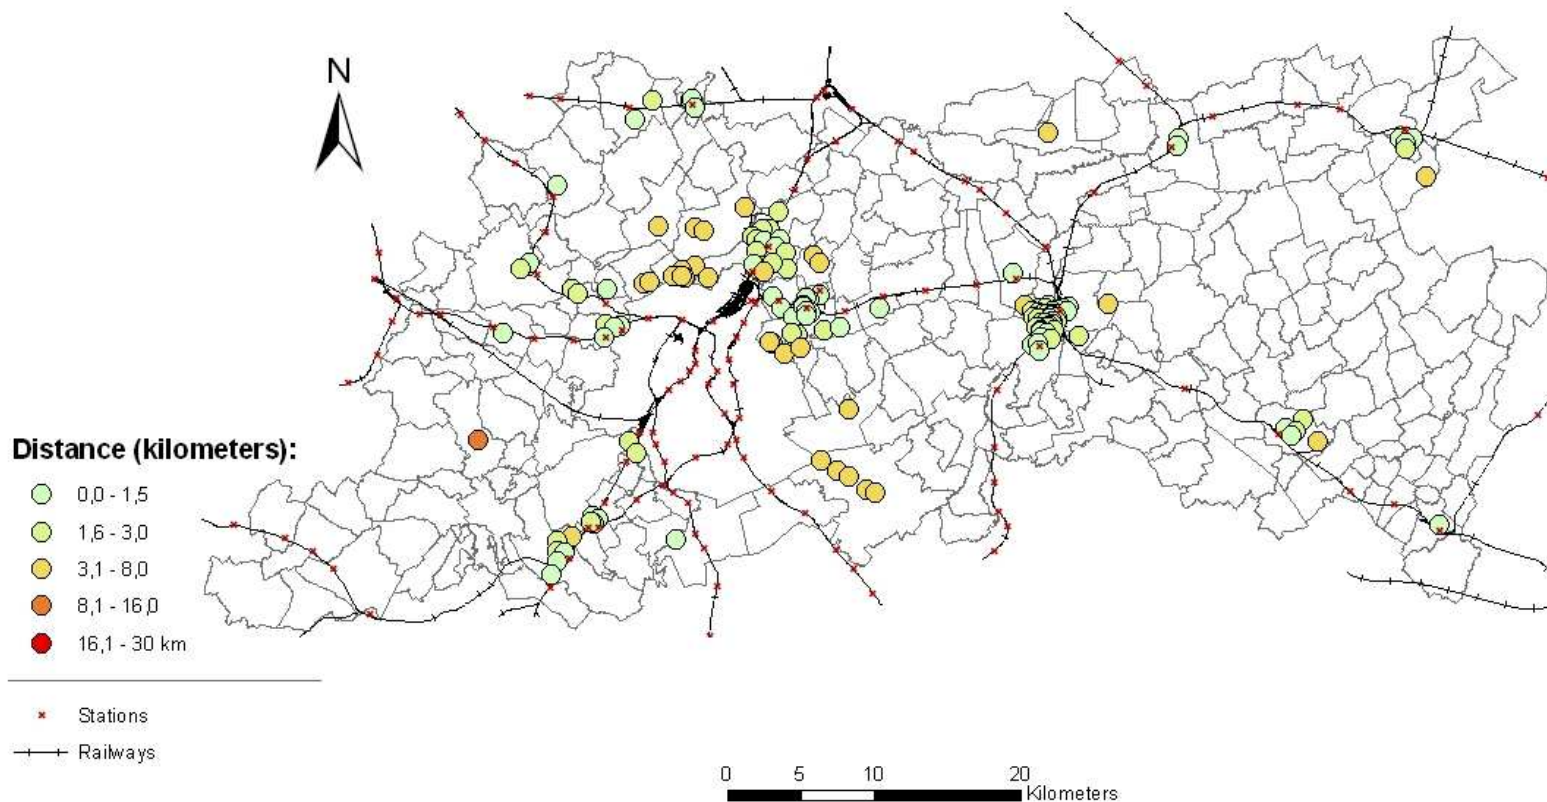 N
Distance (kilometers):
0,0 - 1,5
1,6 - 3,0
3,1 - 8,0
8,1 - 16,0
16,1 - 30 km
Stations
Railways
0 5 10 20
Kilometers